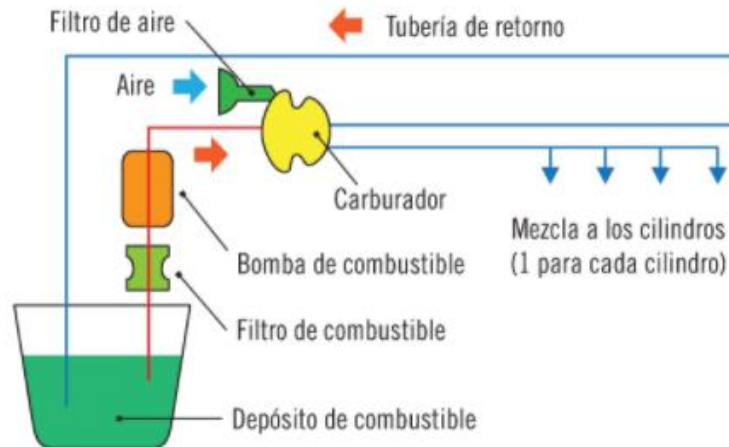 Filtro de aire
Tubería de retorno
Aire
Carburador
Mezcla a los cilindros
(1 para cada cilindro)
Bomba de combustible
Filtro de combustible
Depósito de combustible